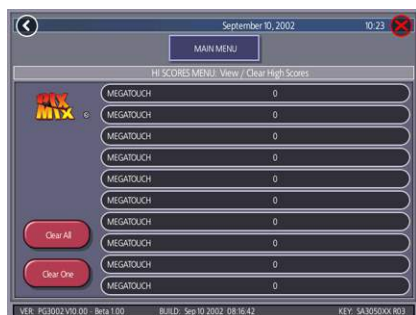 September 10, 2002 10:23
MAIN MENU
HI SCORES MENU: View / Clear High Scores
PIX
MIX
MEGATOUCH 0
MEGATOUCH 0
MEGATOUCH 0
MEGATOUCH 0
MEGATOUCH 0
MEGATOUCH 0
MEGATOUCH 0
MEGATOUCH 0
MEGATOUCH 0
MEGATOUCH 0
Clear All
Clear One
VER: PG3002 V10.00 - Beta 1.00 BUILD: Sep 10 2002 08:16:42 KEY: SA3050XX R03